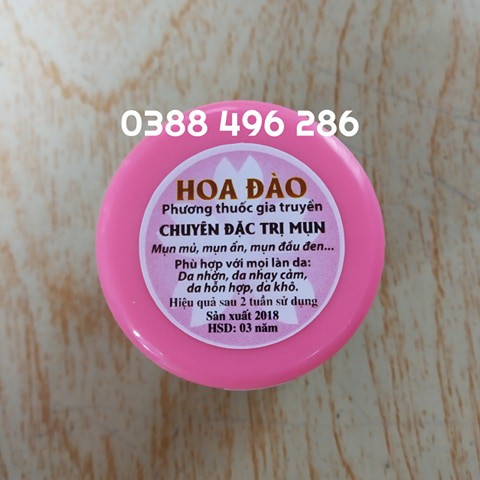 0388 496 286
HOA ĐÀO
Phương thuốc gia truyền
CHUYÊN ĐẶC TRỊ MỤN
Mụn mủ, mụn ẩn, mụn đầu đen...
Phù hợp với mọi làn da:
Da nhờn, da nhạy cảm,
da hỗn hợp, da khô.
Hiệu quả sau 2 tuần sử dụng
Sản xuất 2018
HSD: 03 năm